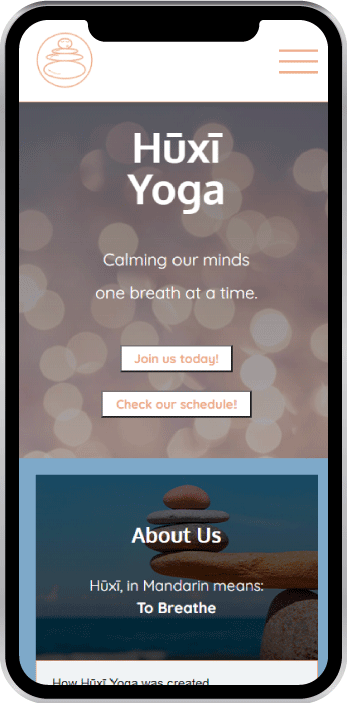 Hūxī
Yoga
Calming our minds
one breath at a time.
Join us today!
Check our schedule!
About Us
Hūxī, in Mandarin means:
To Breathe
How Hūxī Yoga was created